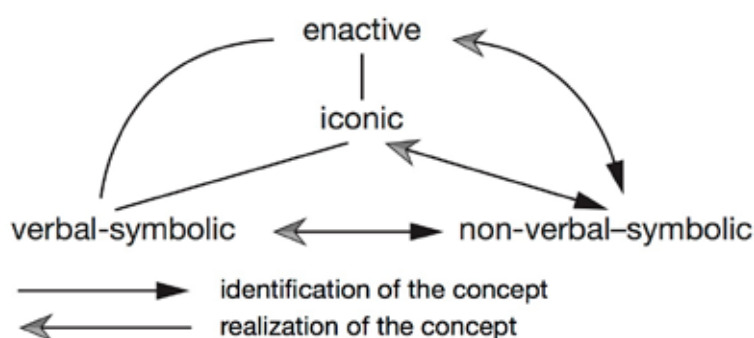 enactive
iconic
verbal-symbolic
non-verbal–symbolic
identification of the concept
realization of the concept